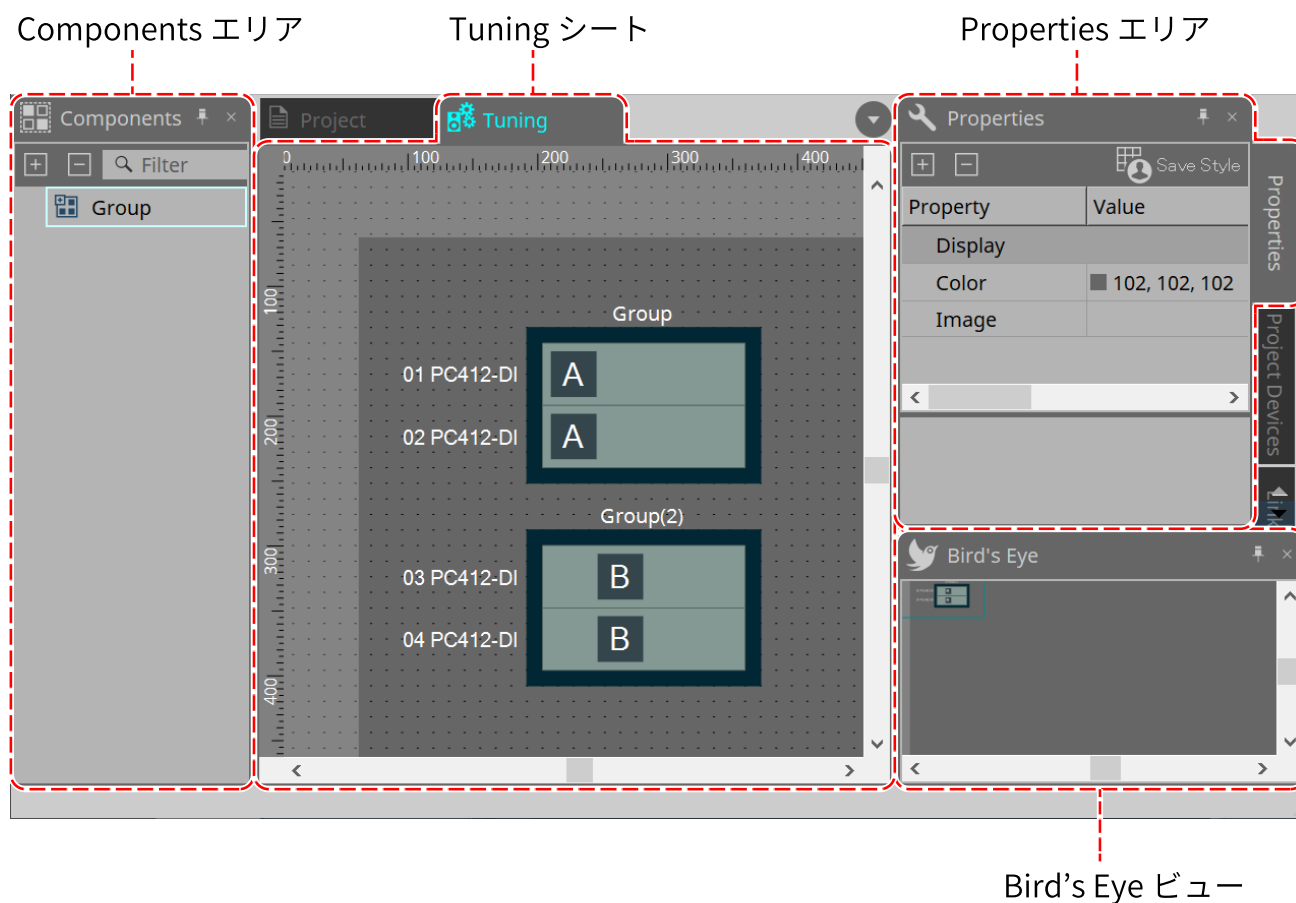 Components エリア
Tuning シート
Properties エリア
Components
Filter
Group
Project
Tuning
0 100 200 300 400
100
200
300
400
Group
01 PC412-DI A
02 PC412-DI A
Group(2)
03 PC412-DI B
04 PC412-DI B
Properties
Save Style
Property Value
Display
Color 102, 102, 102
Image
Properties
Project Devices
Link
Bird's Eye
Bird’s Eye ビュー